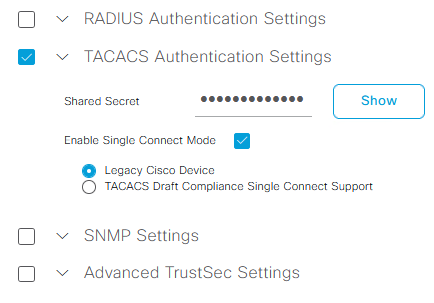 RADIUS Authentication Settings
TACACS Authentication Settings
Shared Secret ••••••••••••• Show
Enable Single Connect Mode
Legacy Cisco Device
TACACS Draft Compliance Single Connect Support
SNMP Settings
Advanced TrustSec Settings